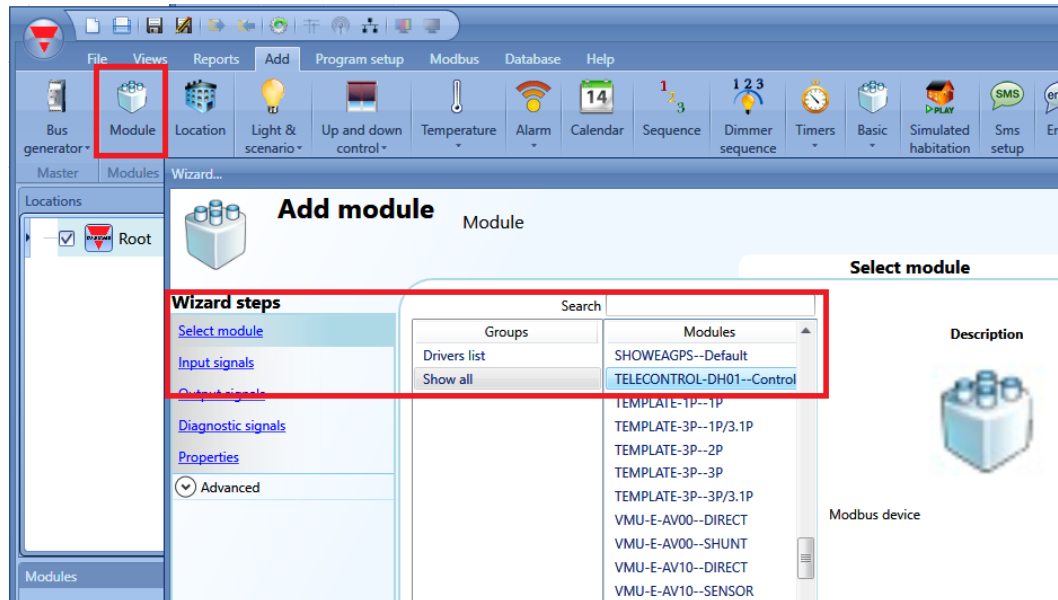 File Views Reports Add Program setup Modbus Database Help
14
1 2 3
1 2 3
PLAY
SMS
Bus generator
Module
Location
Light & scenario
Up and down control
Temperature
Alarm
Calendar
Sequence
Dimmer sequence
Timers
Basic
Simulated habitation
Sms setup
Master Modules Wizard...
Locations
Root
Add module
Module
Select module
Wizard steps
Search
Select module
Input signals
Output signals
Diagnostic signals
Properties
Advanced
Groups
Drivers list
Show all
Modules
SHOWEAGPS--Default
TELECONTROL-DH01--Control
TEMPLATE-1P--1P
TEMPLATE-3P--1P/3.1P
TEMPLATE-3P--2P
TEMPLATE-3P--3P
TEMPLATE-3P--3P/3.1P
VMU-E-AV00--DIRECT
VMU-E-AV00--SHUNT
VMU-E-AV10--DIRECT
VMU-E-AV10--SENSOR
Description
Modbus device
Modules